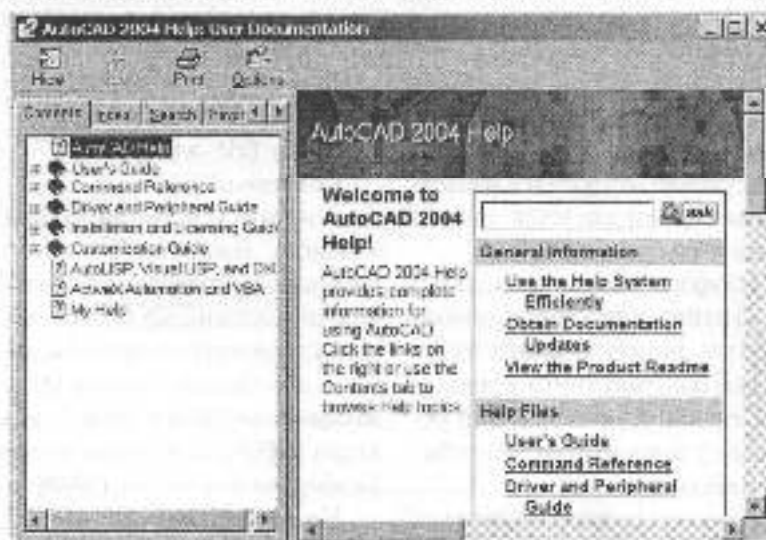 AutoCAD 2004 Help: User Documentation
Hide
Print
Options
Contents
Index
Search
AutoCAD Help
User's Guide
Command Reference
Driver and Peripheral Guide
Installation and Licensing Guide
Customization Guide
AutoLISP, Visual LISP, and DXF
ActiveX Automation and VBA
My Help
AutoCAD 2004 Help
Welcome to
AutoCAD 2004
Help!
AutoCAD 2004 Help
provides complete
information for
using AutoCAD
Click the links on
the right or use the
Contents tab to
browse Help topics
General Information
Use the Help System
Efficiently
Obtain Documentation
Updates
View the Product Readme
Help Files
User's Guide
Command Reference
Driver and Peripheral
Guide